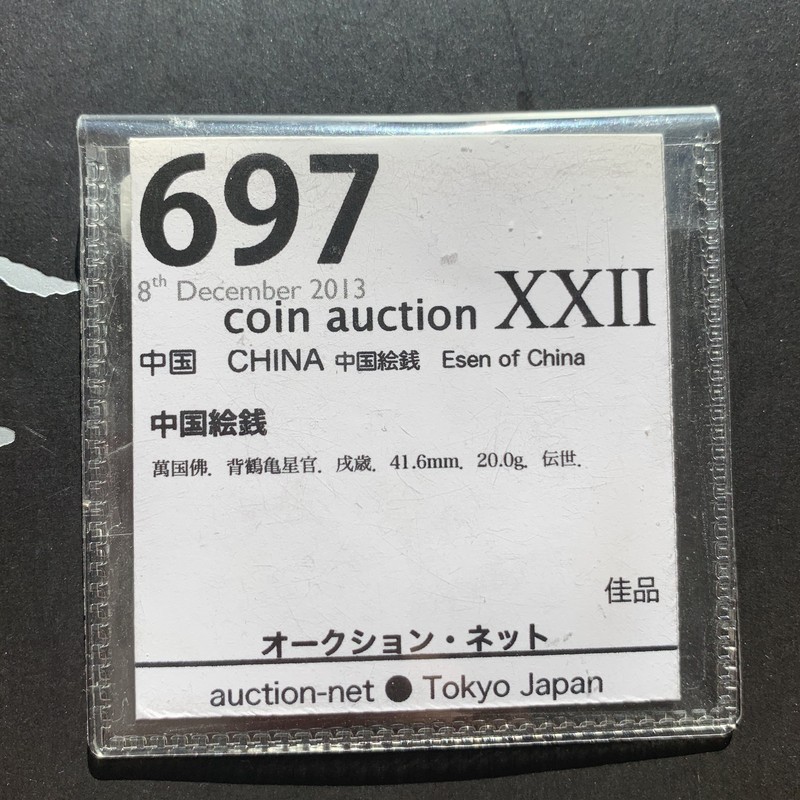 697
8th December 2013
coin auction XXII
中国 CHINA 中国絵銭 Esen of China
中国絵銭
萬国佛．背鶴亀星官．戌歳．41.6mm．20.0g．伝世．
佳品
オークション・ネット
auction-net ● Tokyo Japan